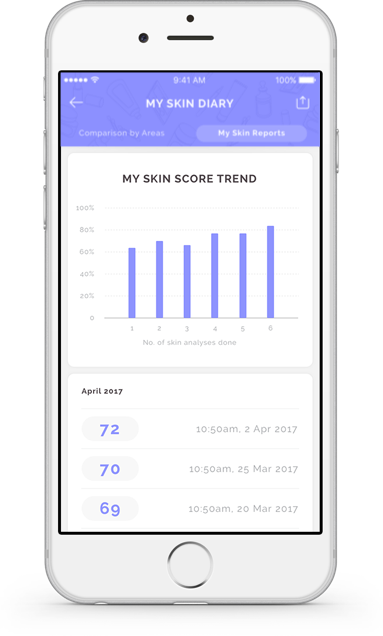 9:41 AM 100%
MY SKIN DIARY
Comparison by Areas My Skin Reports
MY SKIN SCORE TREND
100%
80%
60%
40%
20%
0
1 2 3 4 5 6
No. of skin analyses done
April 2017
72 10:50am, 2 Apr 2017
70 10:50am, 25 Mar 2017
69 10:50am, 20 Mar 2017